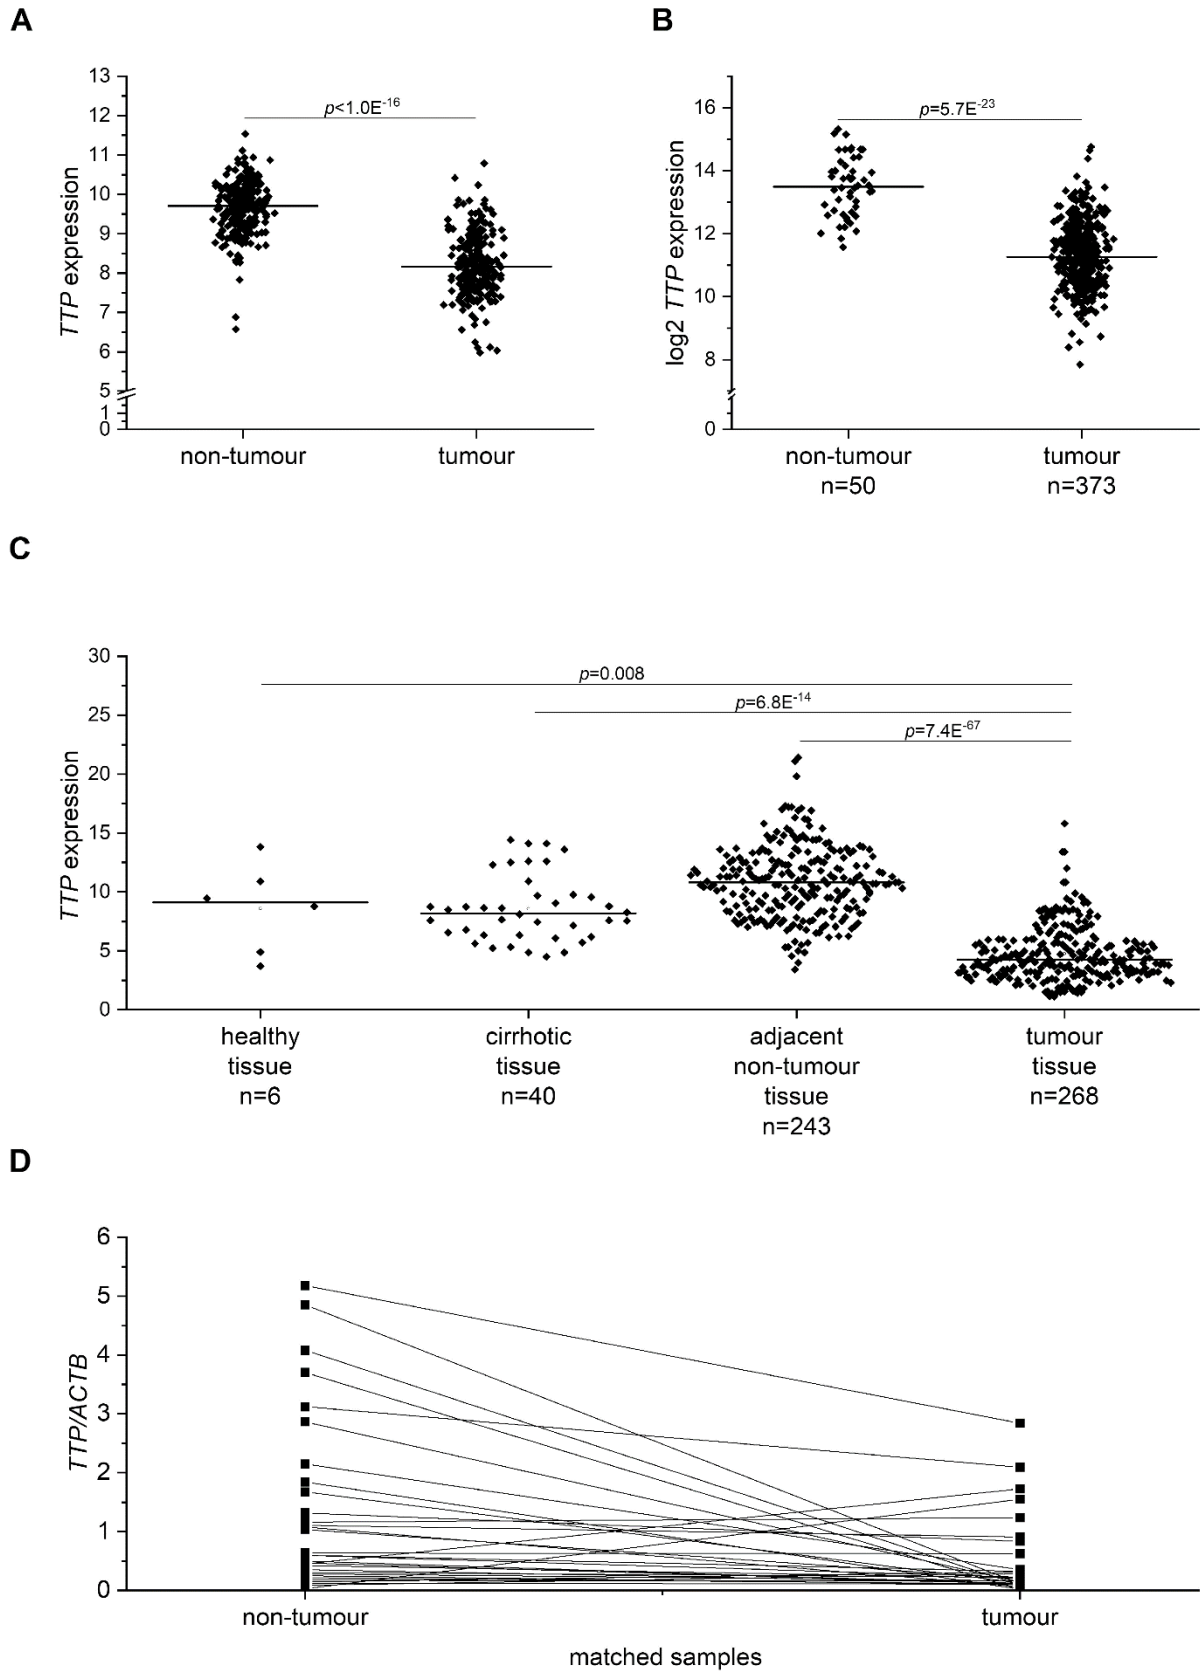 A
13
12
11
10
9
8
7
6
5
1
0
TTP expression
p<1.0E-16
non-tumour
tumour
B
16
14
12
10
8
0
log2 TTP expression
p=5.7E-23
non-tumour
n=50
tumour
n=373
C
30
25
20
15
10
5
0
TTP expression
p=0.008
p=6.8E-14
p=7.4E-67
healthy
tissue
n=6
cirrhotic
tissue
n=40
adjacent
non-tumour
tissue
n=243
tumour
tissue
n=268
D
6
5
4
3
2
1
0
TTP/ACTB
non-tumour
tumour
matched samples